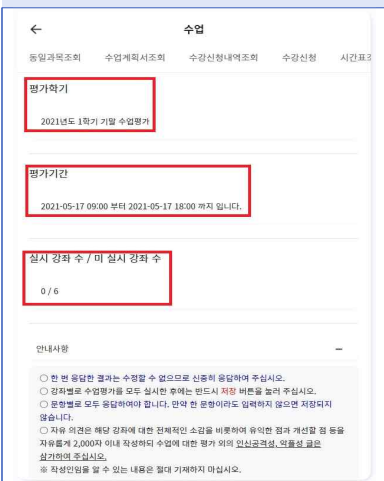 ← 수업
동일과목조회 수업계획서조회 수강신청내역조회 수강신청 시간표조
평가학기
2021년도 1학기 기말 수업평가
평가기간
2021-05-17 09:00 부터 2021-05-17 18:00 까지 입니다.
실시 강좌 수 / 미 실시 강좌 수
0 / 6
안내사항 −
○ 한 번 응답한 결과는 수정할 수 없으므로 신중히 응답하여 주십시오.
○ 강좌별로 수업평가를 모두 실시한 후에는 반드시 저장 버튼을 눌러 주십시오.
○ 문항별로 모두 응답하여야 합니다. 만약 한 문항이라도 입력하지 않으면 저장되지
않습니다.
○ 자유 의견은 해당 강좌에 대한 전체적인 소감을 비롯하여 유익한 점과 개선할 점 등을
자유롭게 2,000자 이내 작성하되 수업에 대한 평가 외의 인신공격성, 악플성 글은
삼가하여 주십시오.
※ 작성인임을 알 수 있는 내용은 절대 기재하지 마십시오.